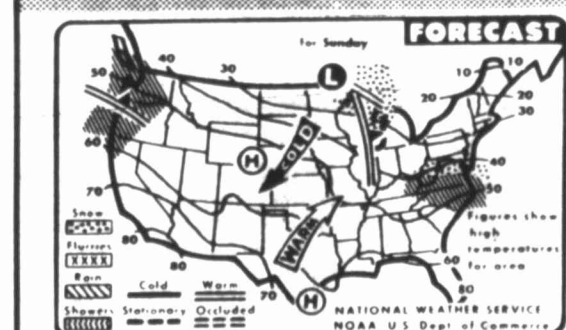 FORECAST
for Sunday
50
40
30
L
10
10
20
20
30
60
COLD
H
40
50
70
WARM
Figures show
high
temperatures
for area
80
80
70
H
60
80
Snow
Flurries
Rain
Showers
Cold
Warm
Stationary
Occluded
NATIONAL WEATHER SERVICE
NOAA U S Dept of Commerce